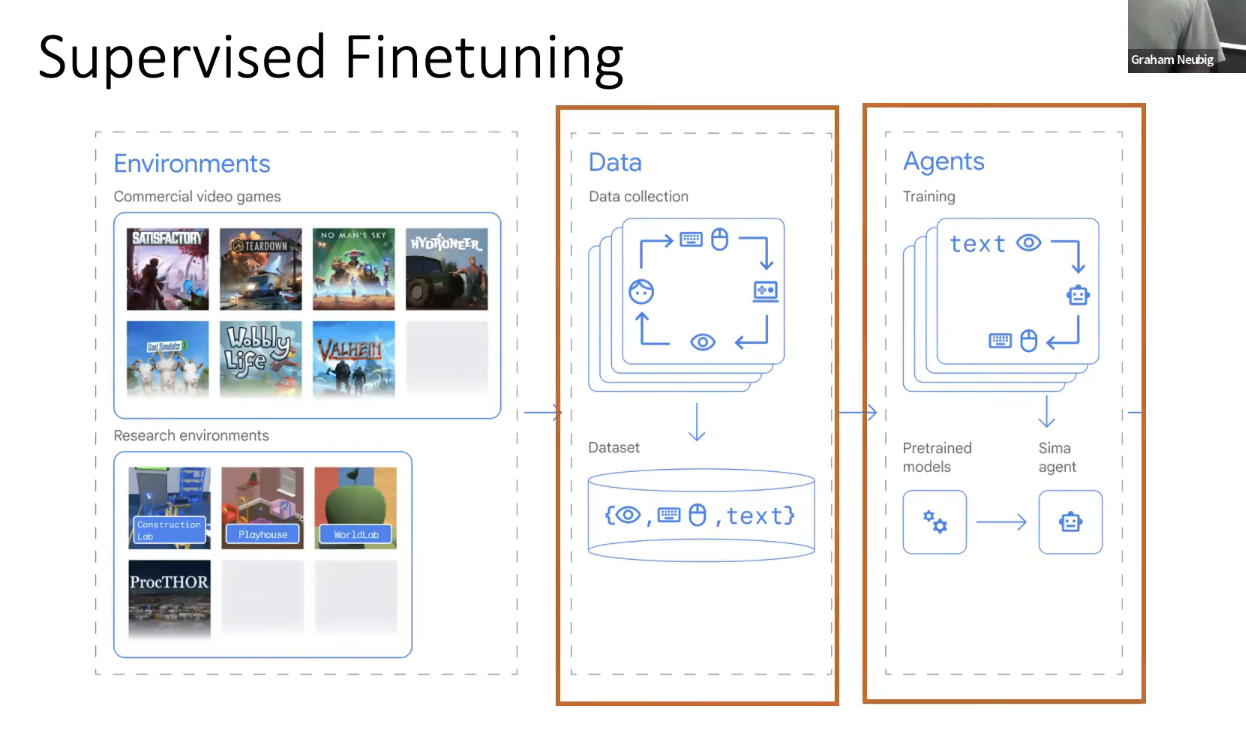 Supervised Finetuning
Graham Neubig
Environments
Commercial video games
SATISFACTORY
TEARDOWN
NO MAN'S SKY
HYDRONEER
Goat Simulator 3
Wobbly
Life
VALHEIM
Research environments
Construction
Lab
Playhouse
WorldLab
ProcTHOR
Data
Data collection
Dataset
{ , , text}
Agents
Training
text
Pretrained
models
Sima
agent